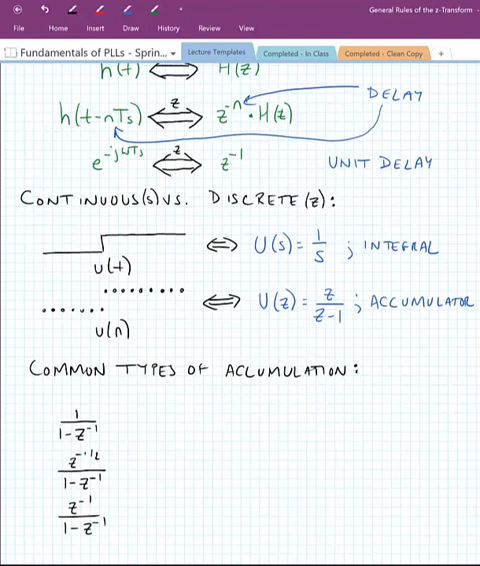 General Rules of the z-Transform -
File Home Insert Draw History Review View
Fundamentals of PLLs - Sprin... Lecture Templates Completed - In Class Completed - Clean Copy
h(t) ⟺ H(z)
h(t-nTs) ⟺ z z^-n · H(z) DELAY
e^-jωTs ⟺ z z^-1 UNIT DELAY
CONTINUOUS(s) VS. DISCRETE(z):
u(t) ⟺ U(s) = 1/s ; INTEGRAL
u(n) ⟺ U(z) = z/(z-1) ; ACCUMULATOR
COMMON TYPES OF ACCUMULATION:
1/(1-z^-1)
z^-1/2/(1-z^-1)
z^-1/(1-z^-1)